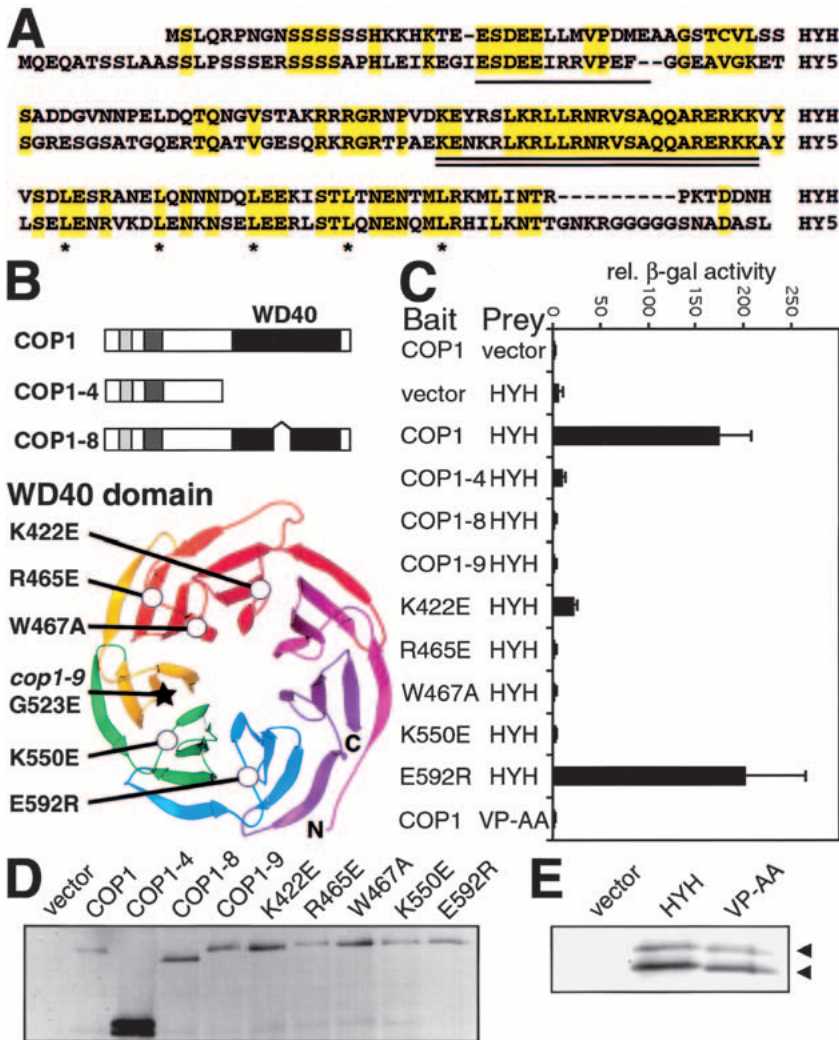 A
MSLQRPNGNSSSSSSHKKHKTE-ESDEELLMVPDMEAAGSTCVLSS HYH
MQEQATSSLAASSLPSSSERSSSSAPHLEIKEGIESDEEIRRVPEF--GGEAVGKET HY5
SADDGVNNPELDQTQNGVSTAKRRRGRNPVDKEYRSLKRLLRNRVSAQQARERKKVY HYH
SGRESGSATGQERTQATVGESQRKRGRTPAEKENKRLKRLLRNRVSAQQARERKKAY HY5
VSDLESRANELQNNNDQLEEKISTLTNENTMLRKMLINTR----------PKTDDNH HYH
LSELENRVKDLENKNSELEERLSTLQNENQMLRHILKNTTGNKRGGGGGSNADASL HY5
* * * * *
B
WD40
COP1
COP1-4
COP1-8
WD40 domain
K422E
R465E
W467A
cop1-9
G523E
K550E
E592R
C
N
C
rel. β-gal activity
Bait Prey
0 50 100 150 200 250
COP1 vector
vector HYH
COP1 HYH
COP1-4 HYH
COP1-8 HYH
COP1-9 HYH
K422E HYH
R465E HYH
W467A HYH
K550E HYH
E592R HYH
COP1 VP-AA
D
vector COP1 COP1-4 COP1-8 COP1-9 K422E R465E W467A K550E E592R
E
vector HYH VP-AA